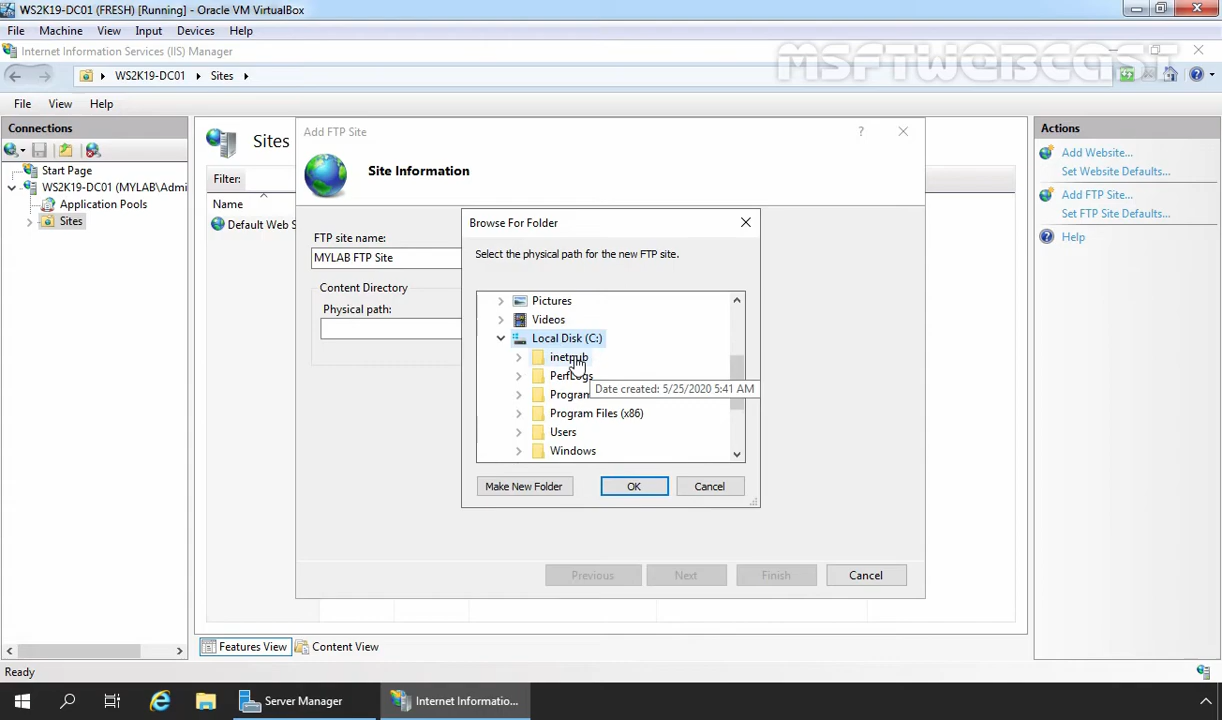 WS2K19-DC01 (FRESH) [Running] - Oracle VM VirtualBox
File Machine View Input Devices Help
Internet Information Services (IIS) Manager
MSFTWEBCAST
WS2K19-DC01 Sites
File View Help
Connections
Start Page
WS2K19-DC01 (MYLAB\Admi
Application Pools
Sites
Sites
Filter:
Name
Default Web S
Add FTP Site
?
Site Information
FTP site name:
MYLAB FTP Site
Content Directory
Physical path:
Browse For Folder
Select the physical path for the new FTP site.
Pictures
Videos
Local Disk (C:)
inetpub
PerfLogs
Date created: 5/25/2020 5:41 AM
Program
Program Files (x86)
Users
Windows
Make New Folder OK Cancel
Previous Next Finish Cancel
Actions
Add Website...
Set Website Defaults...
Add FTP Site...
Set FTP Site Defaults...
Help
Features View Content View
Ready
Server Manager Internet Informatio...